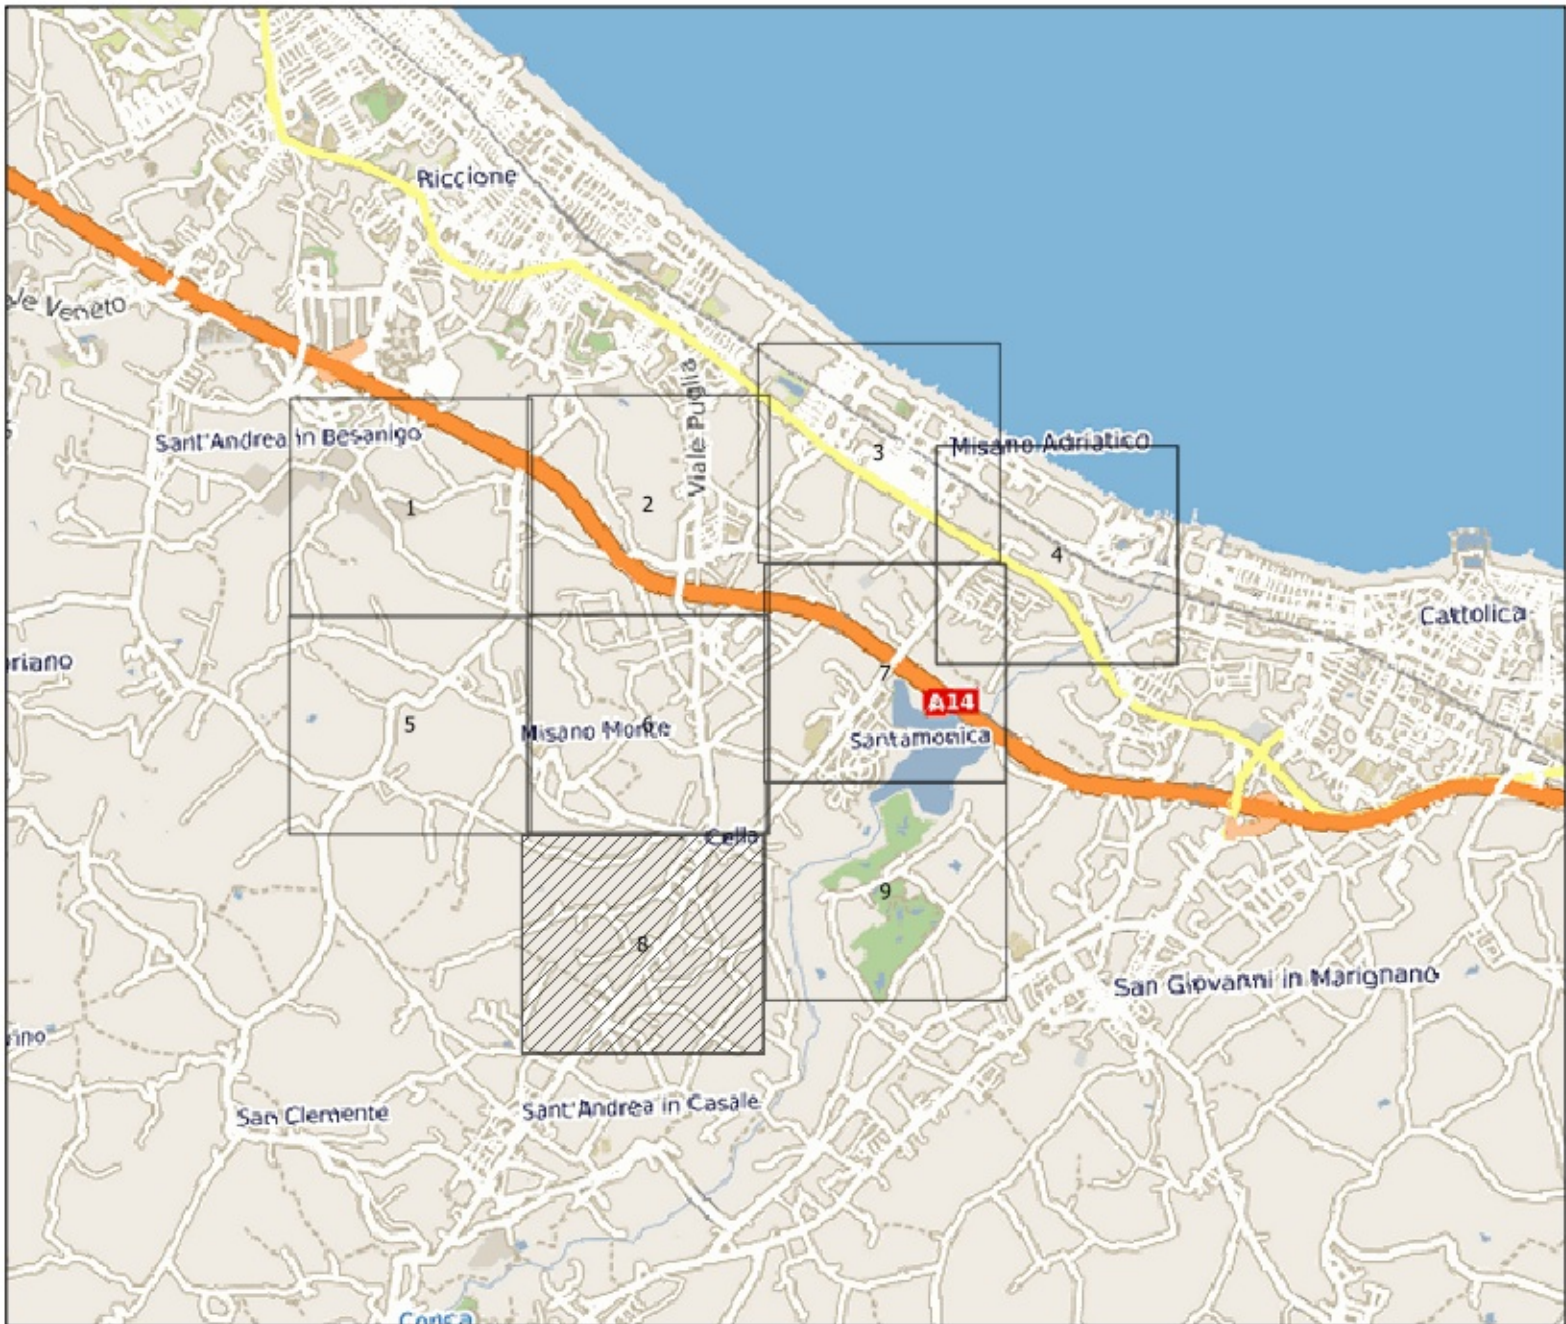 Riccione
Viale Puglia
Sant'Andrea in Besanigo
Misano Adriatico
3
2
1
4
Cattolica
7
A14
5
Misano Monte
6
Santamonica
Cella
9
8
San Giovanni in Marignano
San Clemente
Sant'Andrea in Casale
Conca